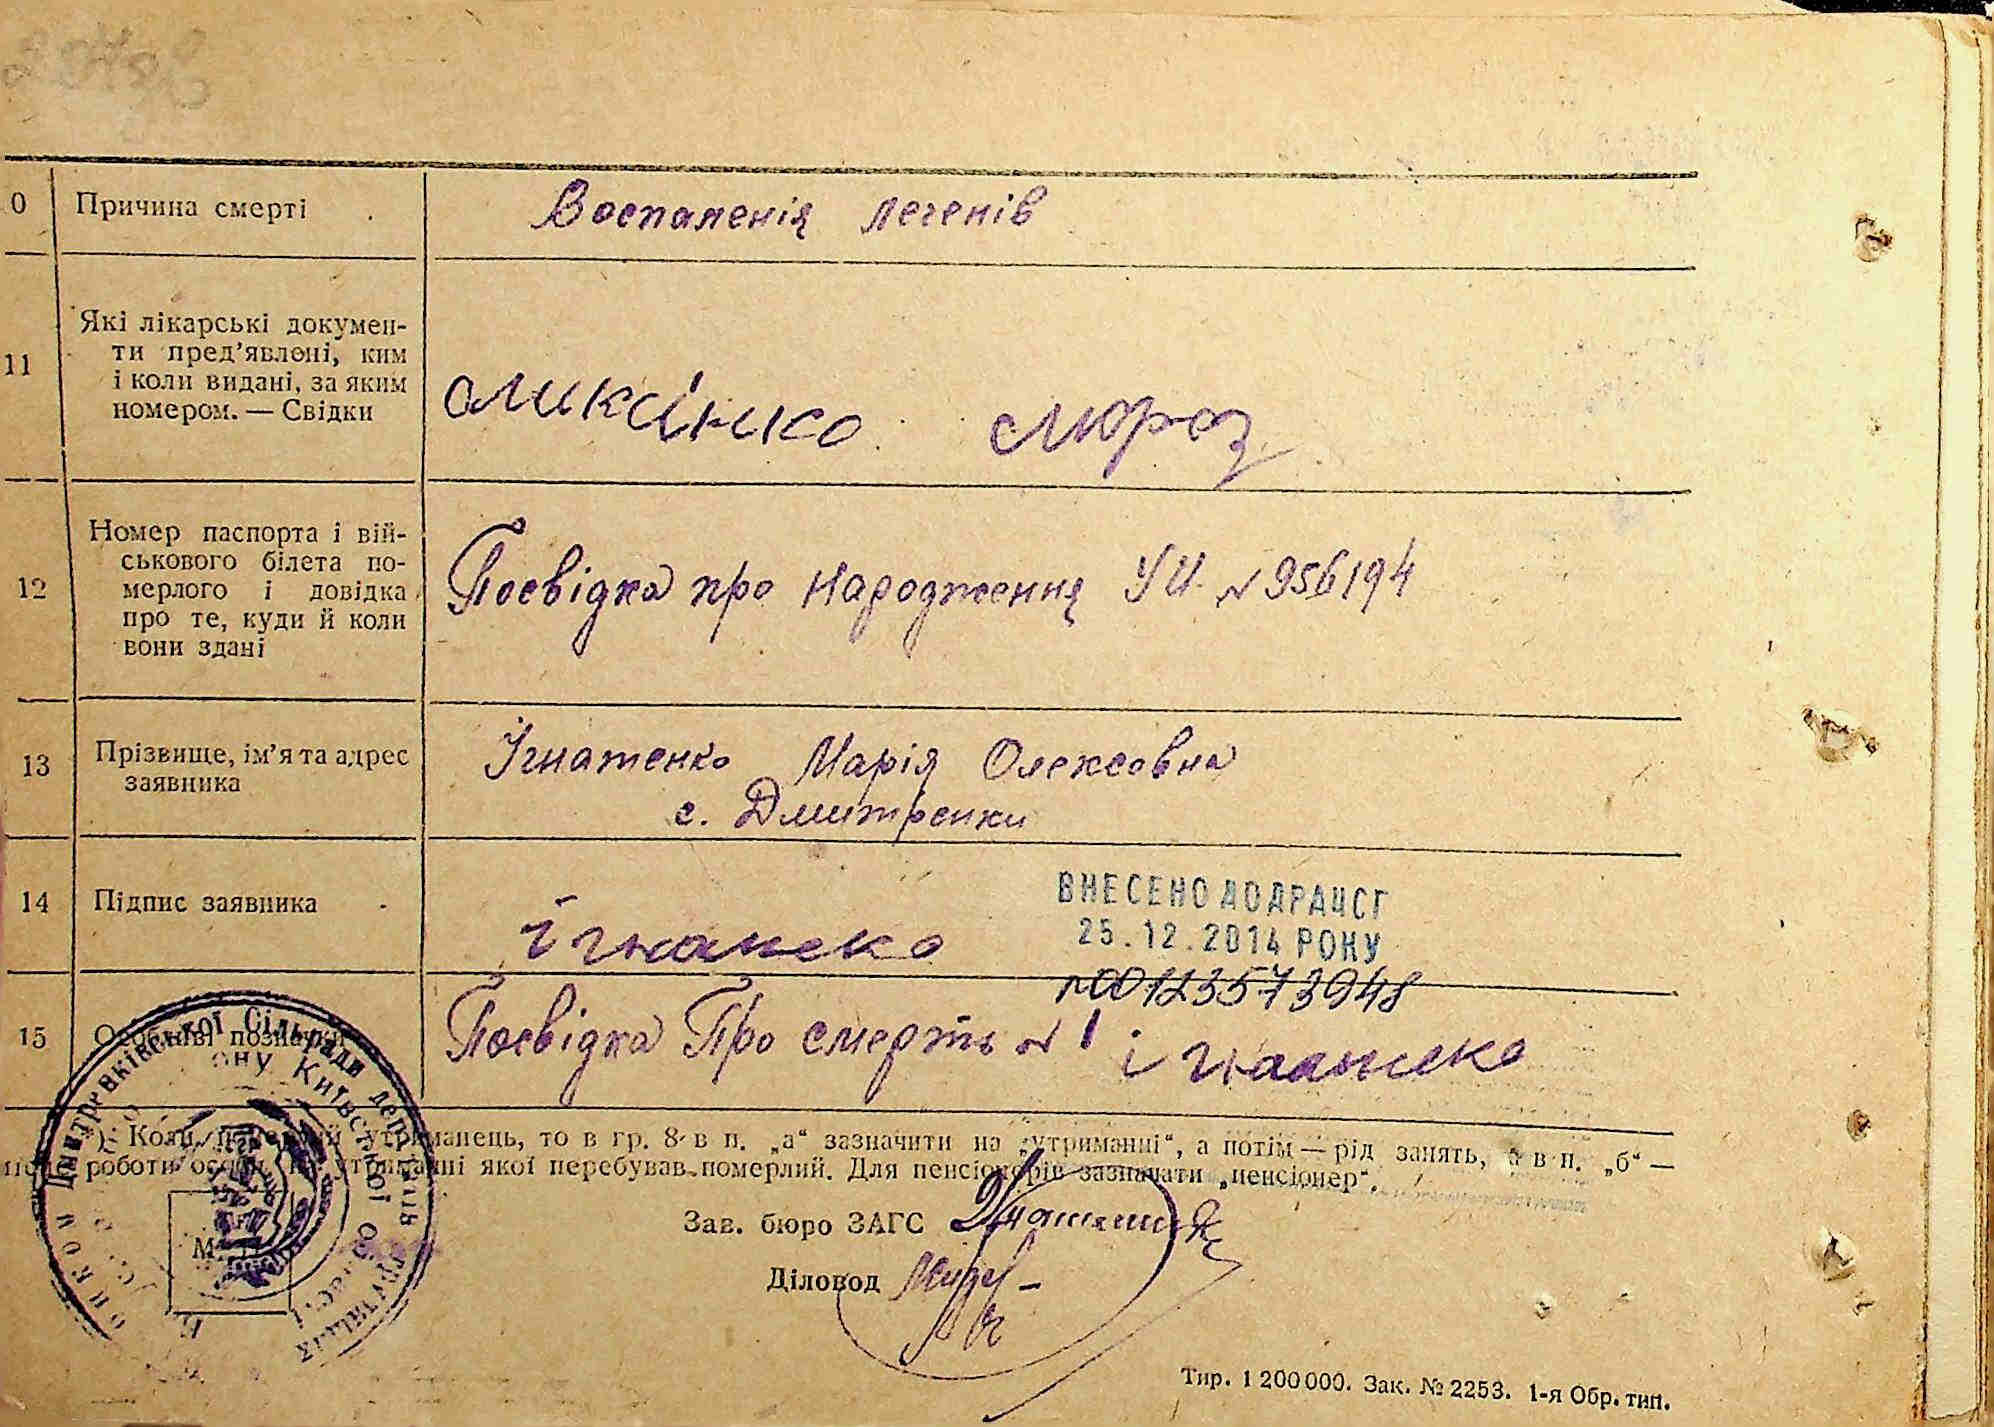 0 Причина смерті Воспаленія легенів
11 Які лікарські докумен-
ти пред'явлені, ким
і коли видані, за яким
номером. — Свідки
мороз
12 Номер паспорта і вій-
ськового білета по-
мерлого і довідка
про те, куди й коли
вони здані
Посвідка про народження УИ N 956194
13 Прізвище, ім'я та адрес
заявника
Ігнатенко Марія Олексовна
с. Дмитренки
14 Підпис заявника
ВНЕСЕНО ДО ДРАЦСГ
25.12.2014 РОКУ
N 00123573948
15 Особливі позначки
Посвідка Про смерть N 1
Коли померлий утриманець, то в гр. 8 в п. „а“ зазначити на „утриманні“, а потім — рід занять, а в п. „б“ —
роботи особи, на утриманні якої перебував померлий. Для пенсіонерів зазначати „пенсіонер“.
Зав. бюро ЗАГС
Діловод
М.
Тир. 1 200 000. Зак. № 2253. 1-я Обр. тип.